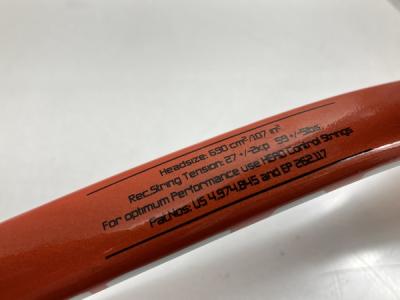 Headsize: 690 cm²/107 in²
Rec.String Tension: 27 +/-2kp 59 +/-5lbs
For optimum Performance use HEAD Control Strings
Pat.Nos: US 4,974,845 and EP 262.117